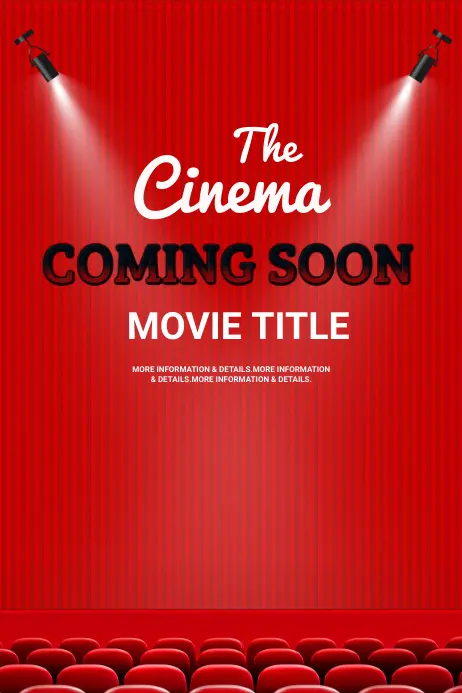 The
Cinema
COMING SOON
MOVIE TITLE
MORE INFORMATION & DETAILS.MORE INFORMATION
& DETAILS.MORE INFORMATION & DETAILS.